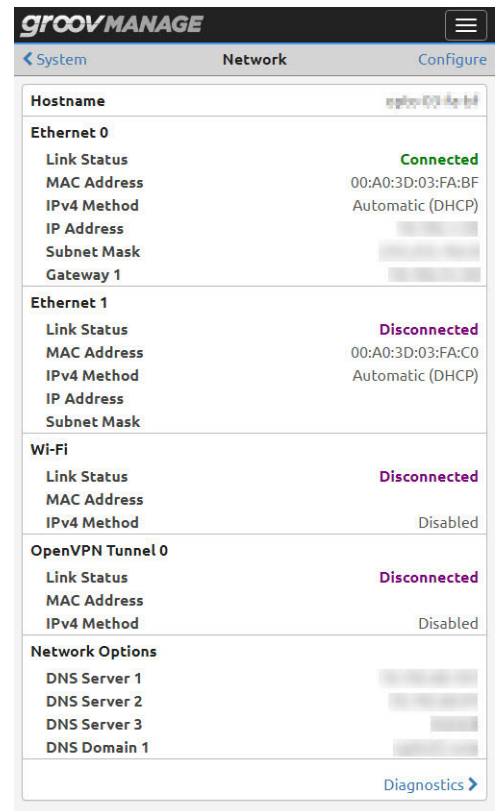 groovMANAGE
System Network Configure
Hostname
Ethernet 0
Link Status Connected
MAC Address 00:A0:3D:03:FA:BF
IPv4 Method Automatic (DHCP)
IP Address
Subnet Mask
Gateway 1
Ethernet 1
Link Status Disconnected
MAC Address 00:A0:3D:03:FA:C0
IPv4 Method Automatic (DHCP)
IP Address
Subnet Mask
Wi-Fi
Link Status Disconnected
MAC Address
IPv4 Method Disabled
OpenVPN Tunnel 0
Link Status Disconnected
MAC Address
IPv4 Method Disabled
Network Options
DNS Server 1
DNS Server 2
DNS Server 3
DNS Domain 1
Diagnostics